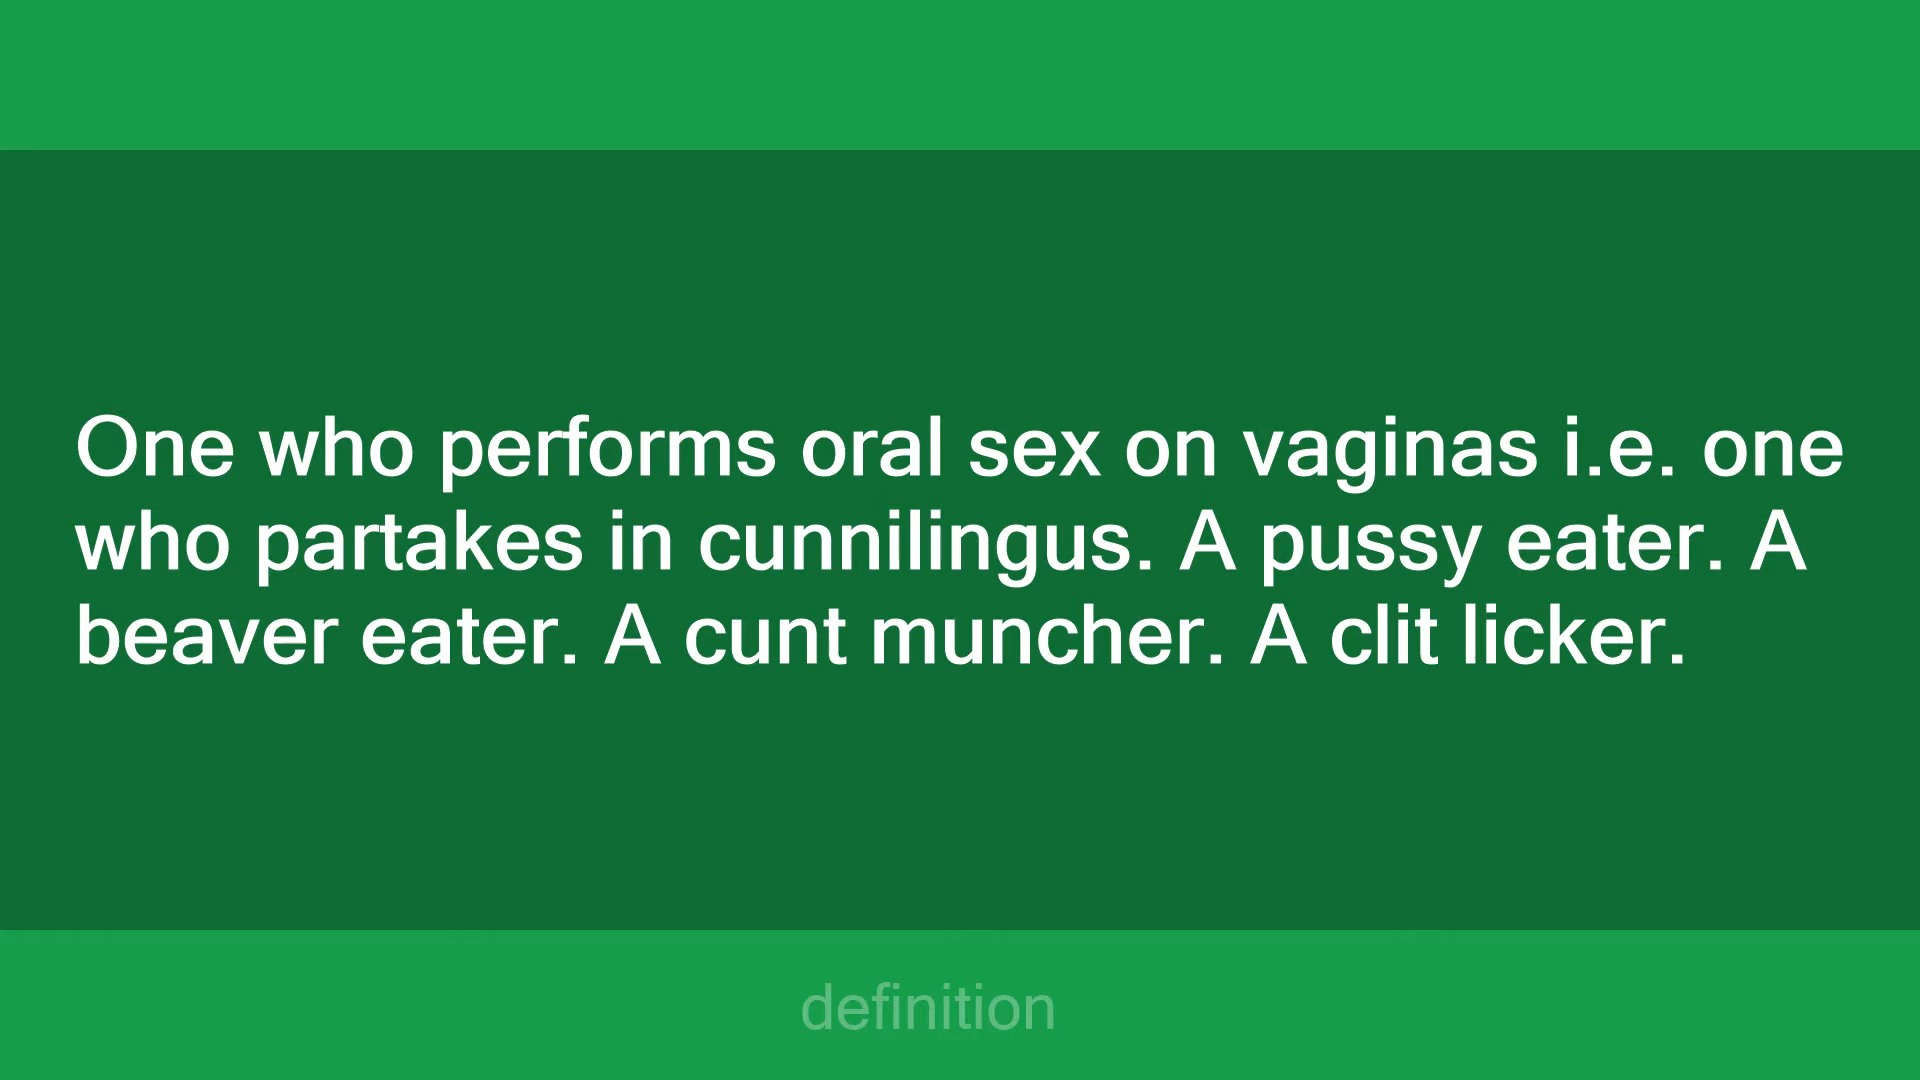 One who performs oral sex on vaginas i.e. one
who partakes in cunnilingus. A pussy eater. A
beaver eater. A cunt muncher. A clit licker.
definition